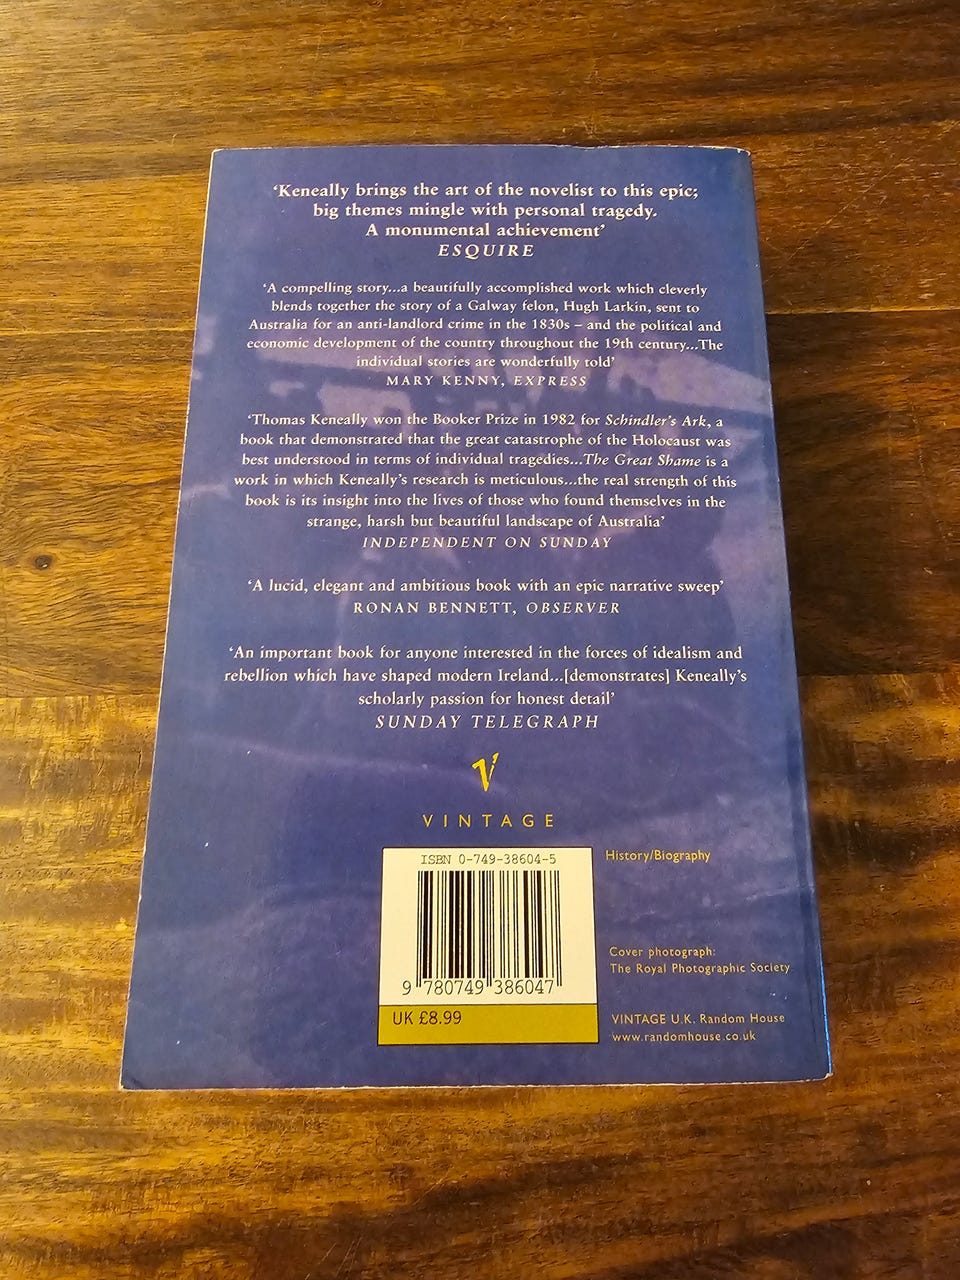 ‘Keneally brings the art of the novelist to this epic;
big themes mingle with personal tragedy.
A monumental achievement’
ESQUIRE
‘A compelling story...a beautifully accomplished work which cleverly
blends together the story of a Galway felon, Hugh Larkin, sent to
Australia for an anti-landlord crime in the 1830s – and the political and
economic development of the country throughout the 19th century...The
individual stories are wonderfully told’
MARY KENNY, EXPRESS
‘Thomas Keneally won the Booker Prize in 1982 for Schindler’s Ark, a
book that demonstrated that the great catastrophe of the Holocaust was
best understood in terms of individual tragedies...The Great Shame is a
work in which Keneally’s research is meticulous...the real strength of this
book is its insight into the lives of those who found themselves in the
strange, harsh but beautiful landscape of Australia’
INDEPENDENT ON SUNDAY
‘A lucid, elegant and ambitious book with an epic narrative sweep’
RONAN BENNETT, OBSERVER
‘An important book for anyone interested in the forces of idealism and
rebellion which have shaped modern Ireland...[demonstrates] Keneally’s
scholarly passion for honest detail’
SUNDAY TELEGRAPH
V
VINTAGE
ISBN 0-749-38604-5
9 780749 386047
UK £8.99
History/Biography
Cover photograph:
The Royal Photographic Society
VINTAGE U.K. Random House
www.randomhouse.co.uk